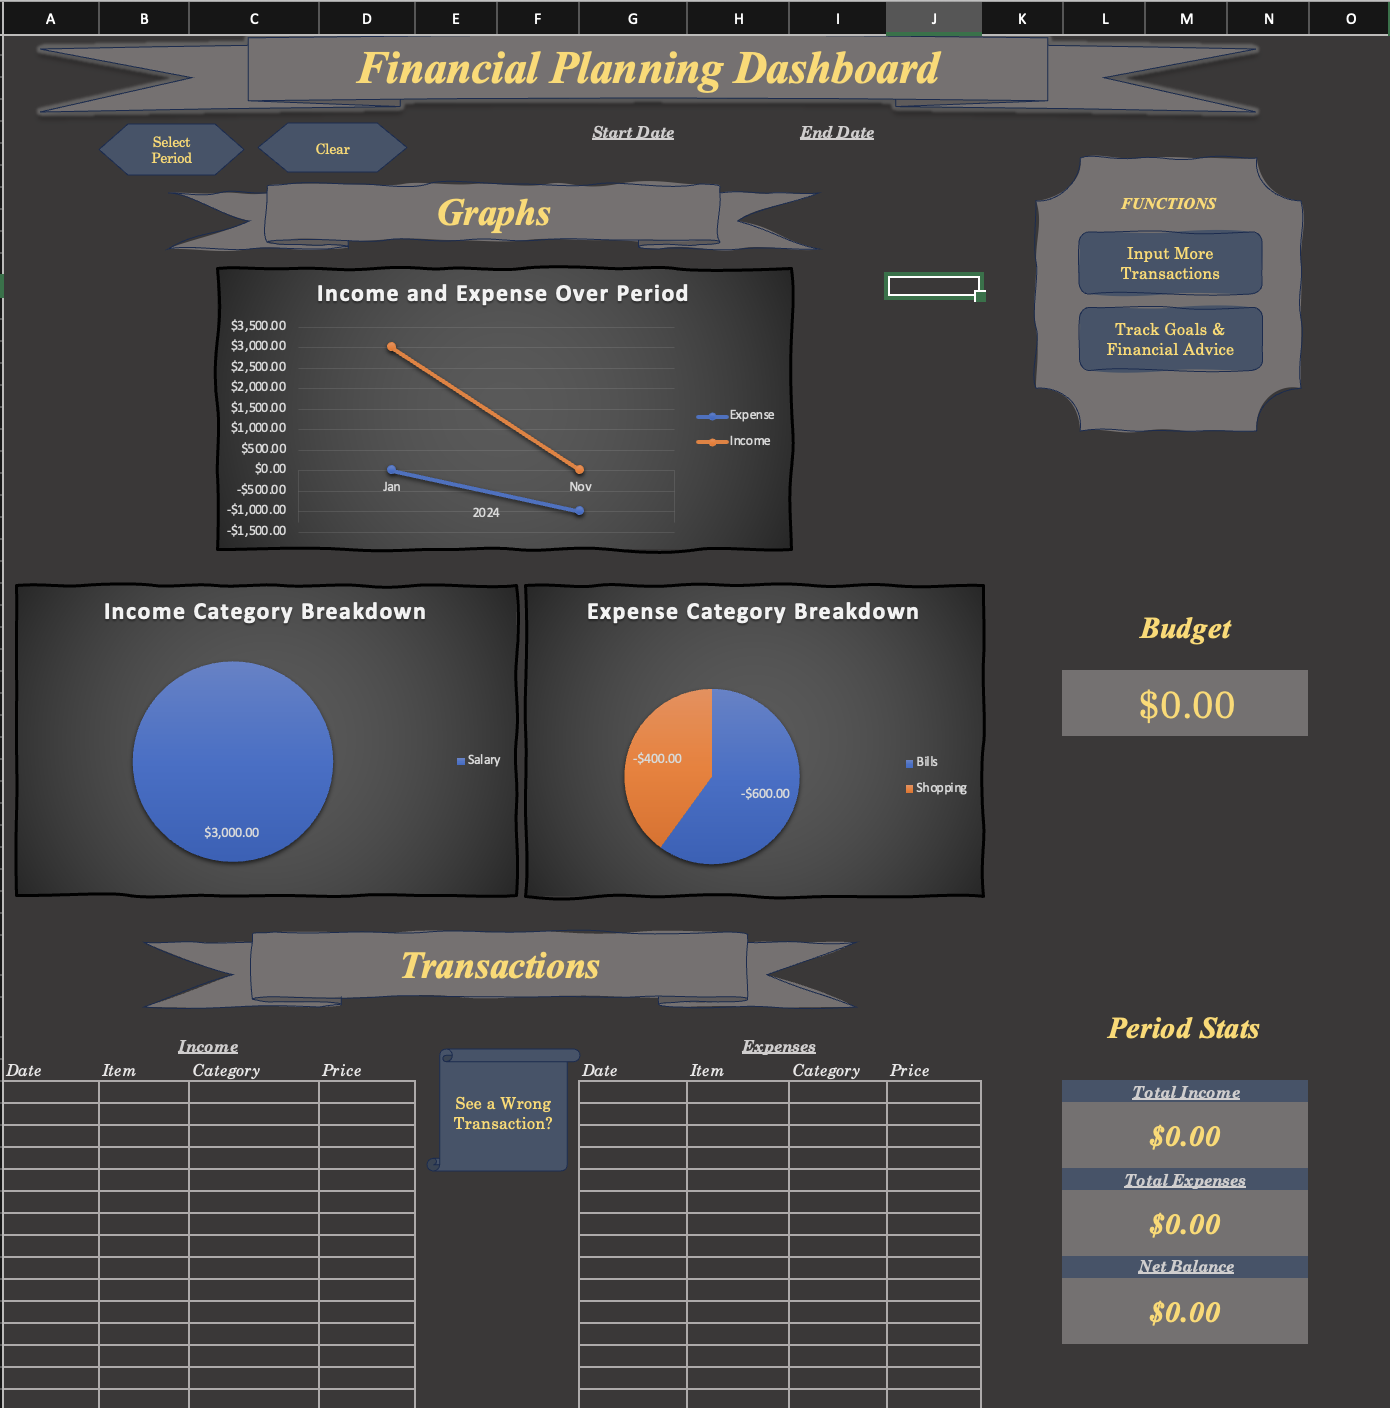 A B C D E F G H I J K L M N O
Financial Planning Dashboard
Select
Period
Clear
Start Date
End Date
Graphs
FUNCTIONS
Input More
Transactions
Track Goals &
Financial Advice
Income and Expense Over Period
$3,500.00
$3,000.00
$2,500.00
$2,000.00
$1,500.00
$1,000.00
$500.00
$0.00
-$500.00
-$1,000.00
-$1,500.00
Jan
Nov
2024
Expense
Income
Income Category Breakdown
$3,000.00
Salary
Expense Category Breakdown
-$400.00
-$600.00
Bills
Shopping
Budget
$0.00
Transactions
Income
Date Item Category Price
See a Wrong
Transaction?
Expenses
Date Item Category Price
Period Stats
Total Income
$0.00
Total Expenses
$0.00
Net Balance
$0.00